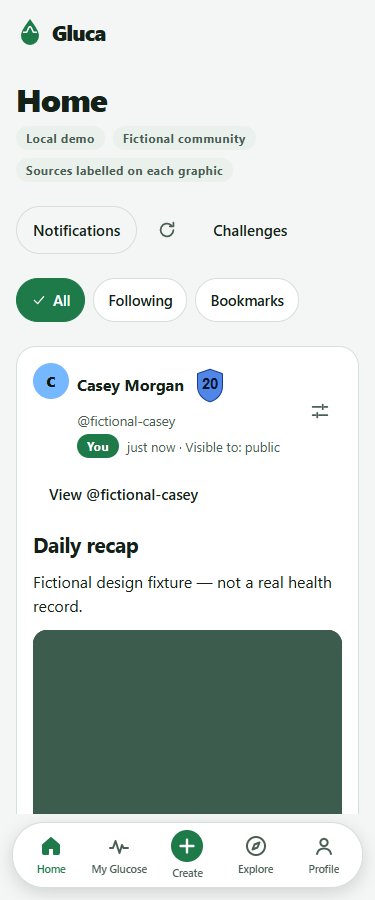 Gluca
Home
Local demo
Fictional community
Sources labelled on each graphic
Notifications
Challenges
All
Following
Bookmarks
C
Casey Morgan
20
@fictional-casey
You
just now · Visible to: public
View @fictional-casey
Daily recap
Fictional design fixture — not a real health
record.
Home
My Glucose
Create
Explore
Profile